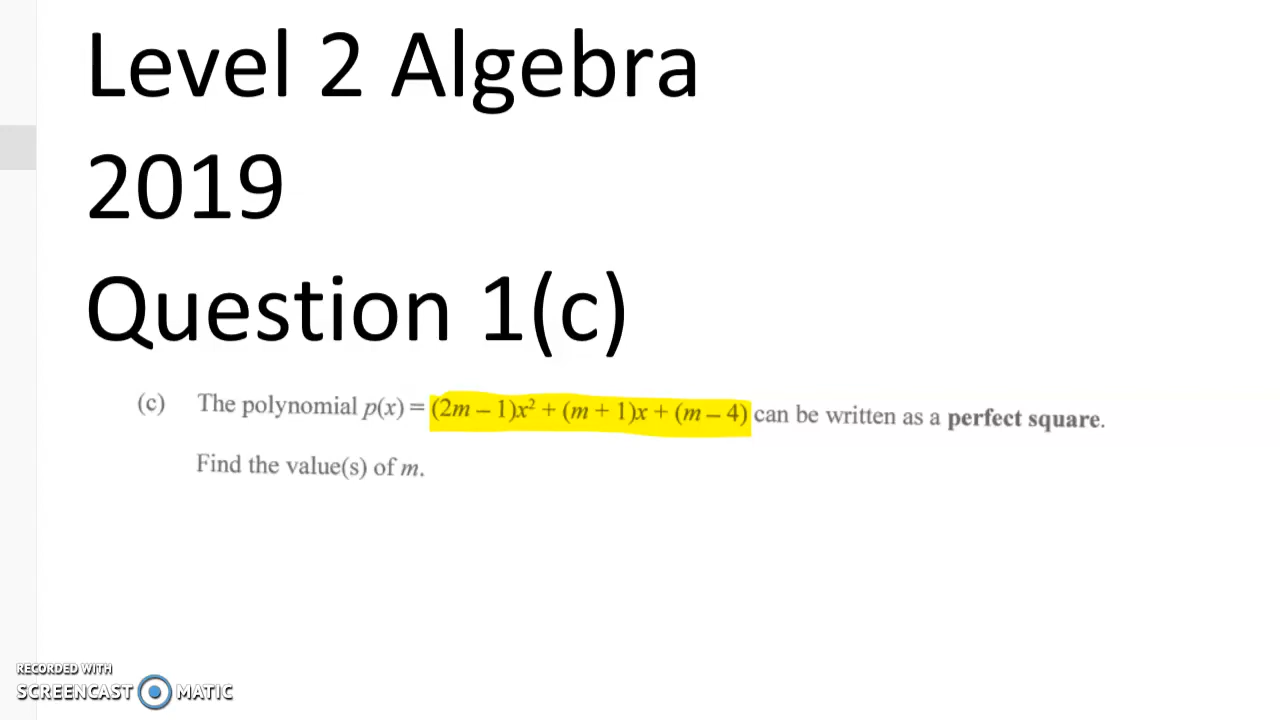 Level 2 Algebra
2019
Question 1(c)
(c) The polynomial p(x) = (2m – 1)x² + (m + 1)x + (m – 4) can be written as a perfect square.
Find the value(s) of m.
RECORDED WITH
SCREENCAST MATIC